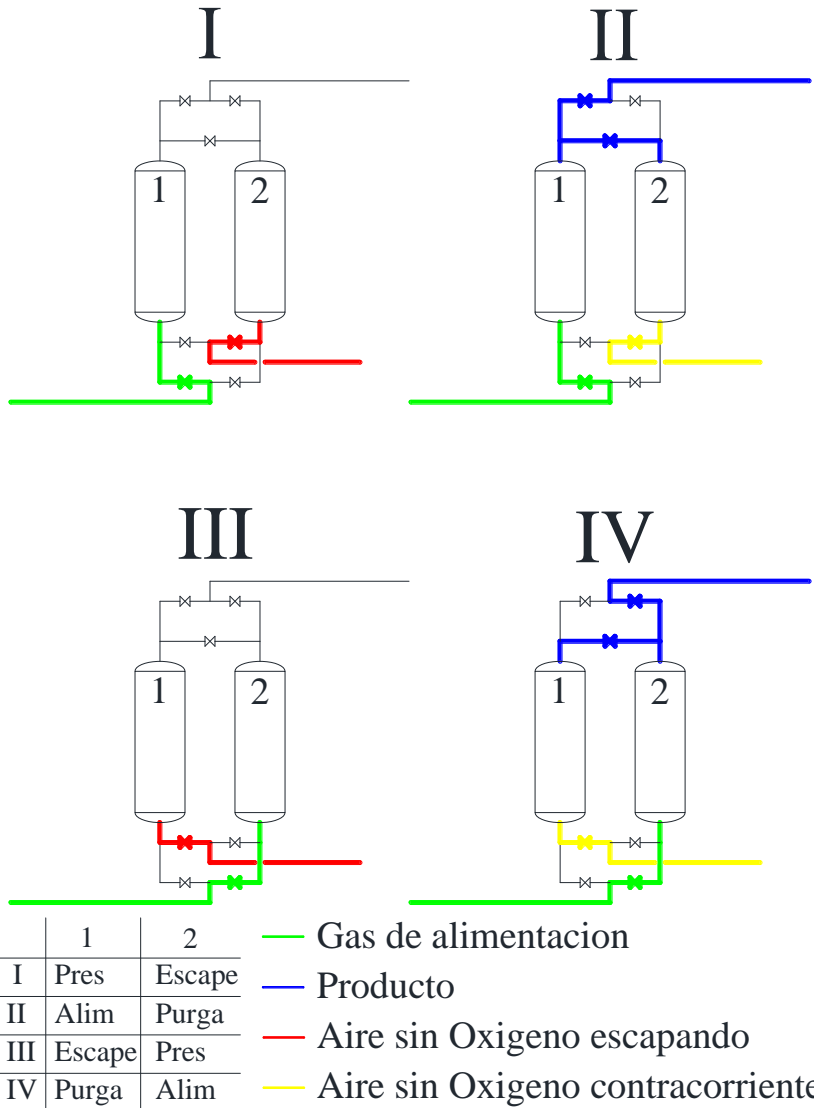 I
II
1
2
1
2
III
IV
1
2
1
2
1 2
I Pres Escape
II Alim Purga
III Escape Pres
IV Purga Alim
Gas de alimentacion
Producto
Aire sin Oxigeno escapando
Aire sin Oxigeno contracorriente